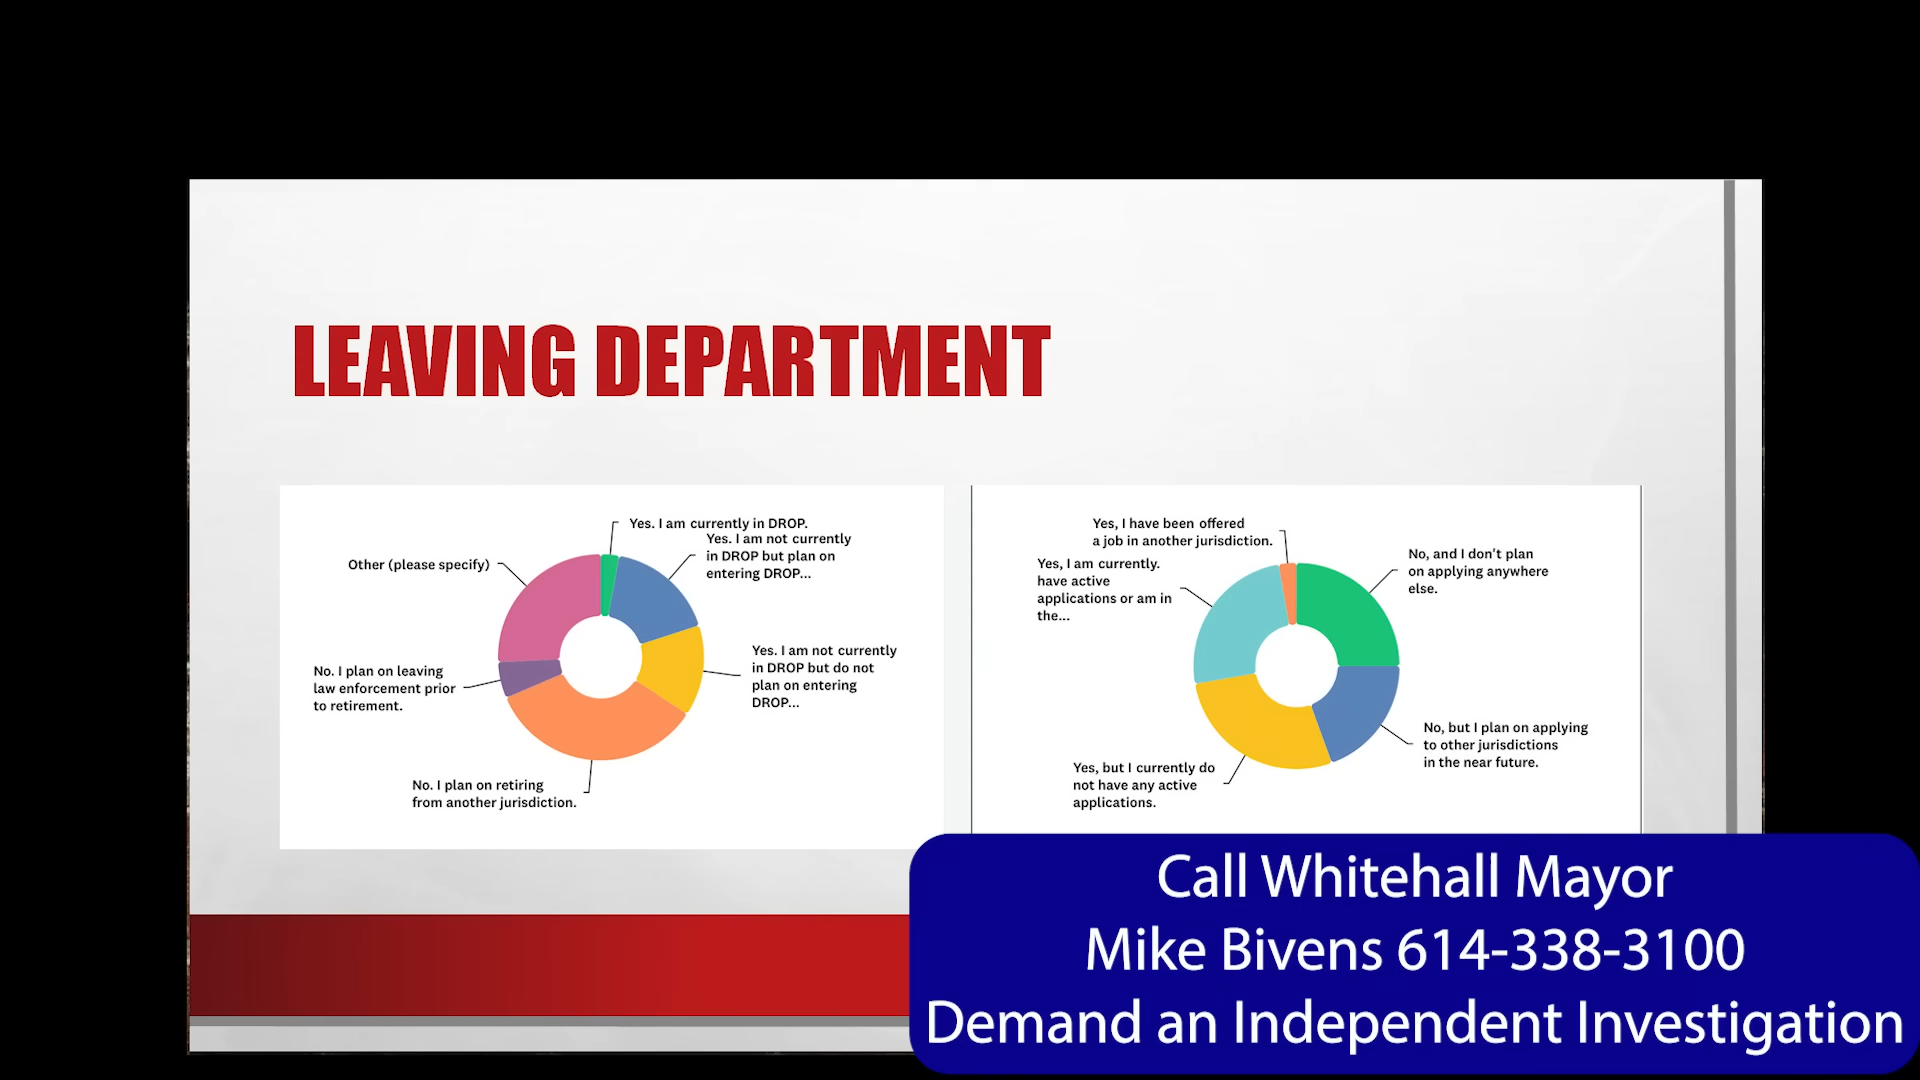 LEAVING DEPARTMENT
Yes. I am currently in DROP.
Yes. I am not currently
in DROP but plan on
entering DROP...
Other (please specify)
Yes. I am not currently
in DROP but do not
plan on entering
DROP...
No. I plan on leaving
law enforcement prior
to retirement.
No. I plan on retiring
from another jurisdiction.
Yes, I have been offered
a job in another jurisdiction.
No, and I don't plan
on applying anywhere
else.
Yes, I am currently.
have active
applications or am in
the...
No, but I plan on applying
to other jurisdictions
in the near future.
Yes, but I currently do
not have any active
applications.
Call Whitehall Mayor
Mike Bivens 614-338-3100
Demand an Independent Investigation